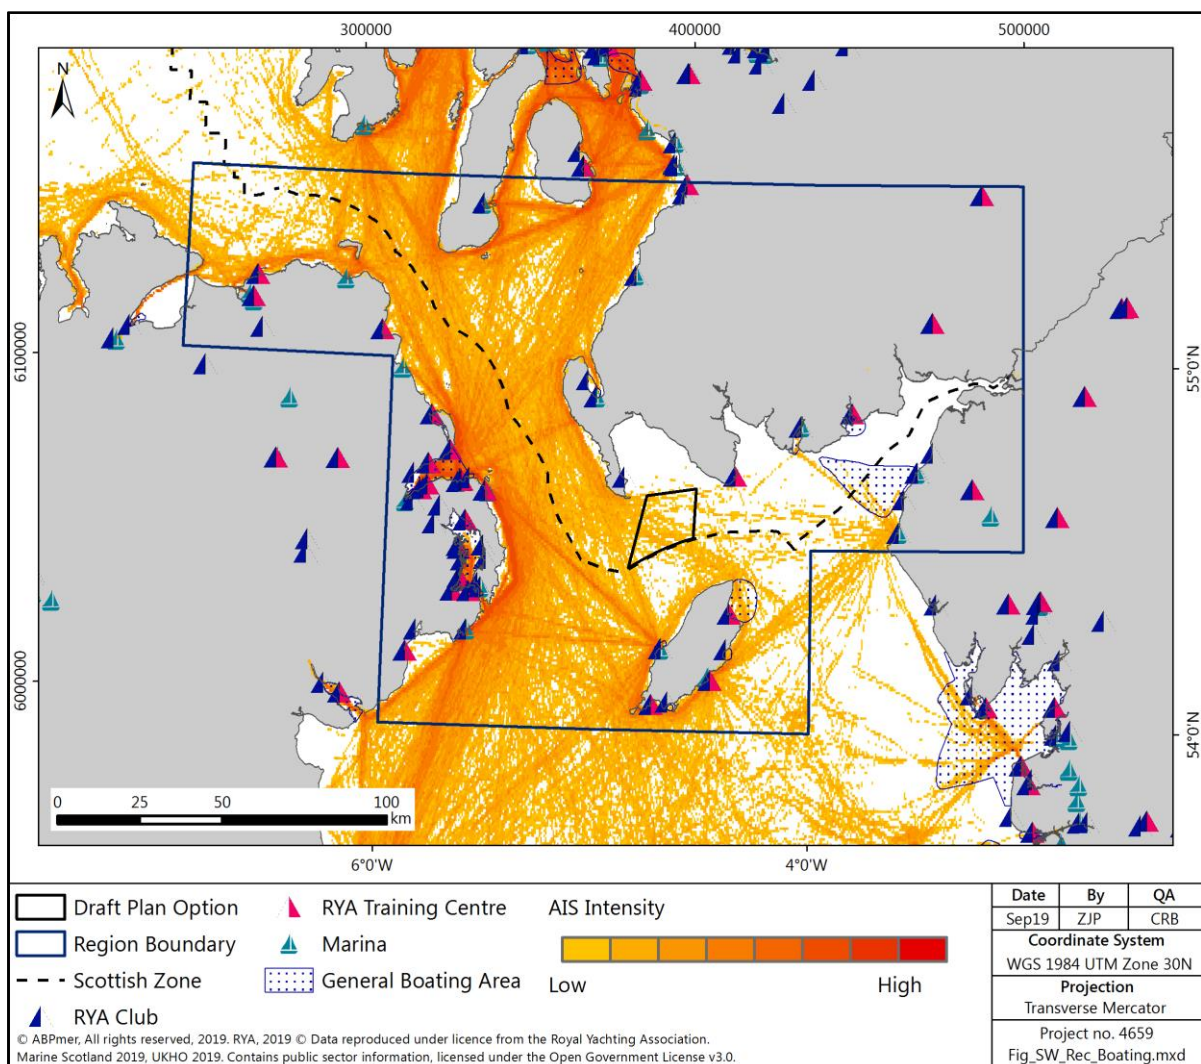 300000 400000 500000
N
6100000
6000000
55°0'N
54°0'N
0 25 50 100
km
6°0'W 4°0'W
Draft Plan Option
Region Boundary
Scottish Zone
RYA Club
RYA Training Centre
Marina
General Boating Area
AIS Intensity
Low High
Date By QA
Sep19 ZJP CRB
Coordinate System
WGS 1984 UTM Zone 30N
Projection
Transverse Mercator
Project no. 4659
Fig_SW_Rec_Boating.mxd
© ABPmer, All rights reserved, 2019. RYA, 2019 © Data reproduced under licence from the Royal Yachting Association.
Marine Scotland 2019, UKHO 2019. Contains public sector information, licensed under the Open Government License v3.0.